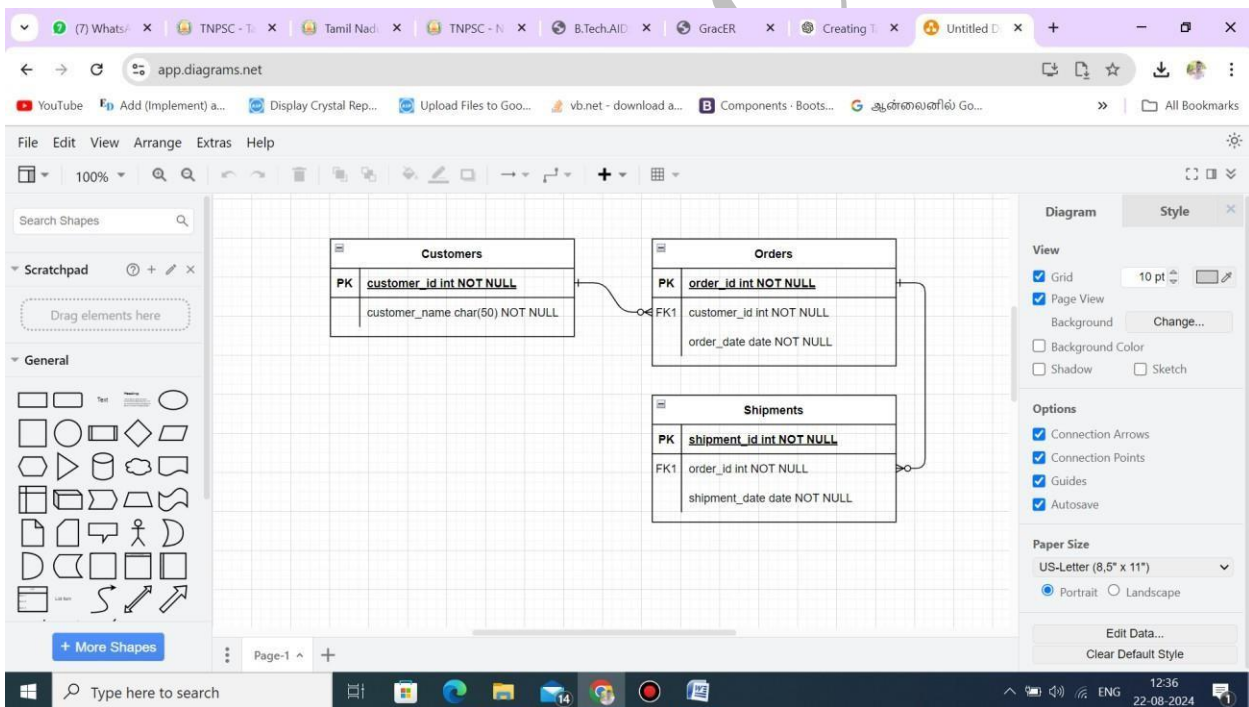 (7) WhatsA
TNPSC - Ta
Tamil Nadu
TNPSC - N
B.Tech.AID
GracER
Creating T
Untitled D
app.diagrams.net
YouTube
Add (Implement) a...
Display Crystal Rep...
Upload Files to Goo...
vb.net - download a...
Components · Boots...
ஆன்லைனில் Go...
»
All Bookmarks
File Edit View Arrange Extras Help
100%
Search Shapes
Scratchpad
Drag elements here
General
Text
Heading
List Item
+ More Shapes
Customers
PK customer_id int NOT NULL
customer_name char(50) NOT NULL
Orders
PK order_id int NOT NULL
FK1 customer_id int NOT NULL
order_date date NOT NULL
Shipments
PK shipment_id int NOT NULL
FK1 order_id int NOT NULL
shipment_date date NOT NULL
Page-1
Diagram Style
View
Grid 10 pt
Page View
Background Change...
Background Color
Shadow Sketch
Options
Connection Arrows
Connection Points
Guides
Autosave
Paper Size
US-Letter (8,5" x 11")
Portrait Landscape
Edit Data...
Clear Default Style
Type here to search
14
ENG
12:36
22-08-2024
1